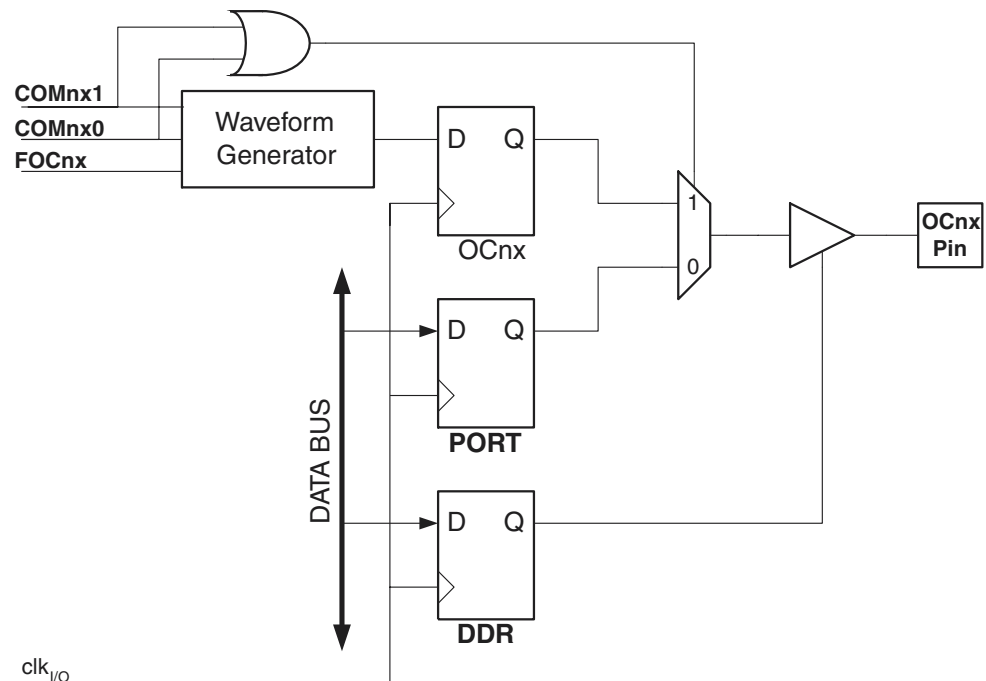 COMnx1
COMnx0
FOCnx
Waveform
Generator
D Q
OCnx
1
0
OCnx
Pin
D Q
PORT
DATA BUS
D Q
DDR
clk I/O